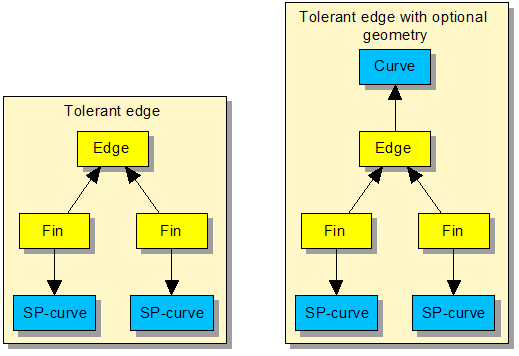 Tolerant edge
Edge
Fin
Fin
SP-curve
SP-curve
Tolerant edge with optional
geometry
Curve
Edge
Fin
Fin
SP-curve
SP-curve